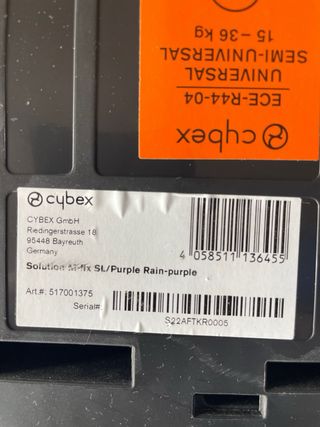 cybex
ECE-R44-04
UNIVERSAL
SEMI-UNIVERSAL
15 – 36 kg
cybex
CYBEX GmbH
Riedingerstrasse 18
95448 Bayreuth
Germany
4 058511 136455
Solution M-fix SL/Purple Rain-purple
Art.#: 517001375
Serial#:
S22AFTKR0005